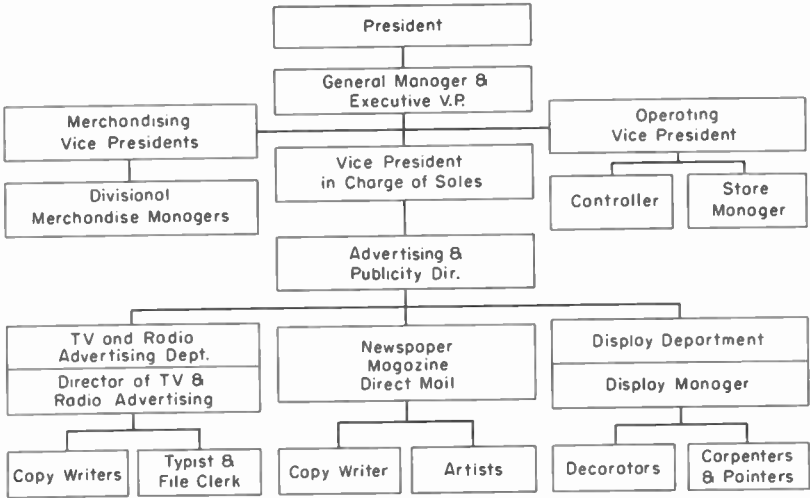 President
General Manager &
Executive V.P.
Merchandising
Vice Presidents
Operating
Vice President
Vice President
in Charge of Sales
Divisional
Merchandise Managers
Controller
Store
Manager
Advertising &
Publicity Dir.
TV and Radio
Advertising Dept.
Director of TV &
Radio Advertising
Newspaper
Magazine
Direct Mail
Display Department
Display Manager
Copy Writers
Typist &
File Clerk
Copy Writer
Artists
Decorators
Carpenters
& Painters